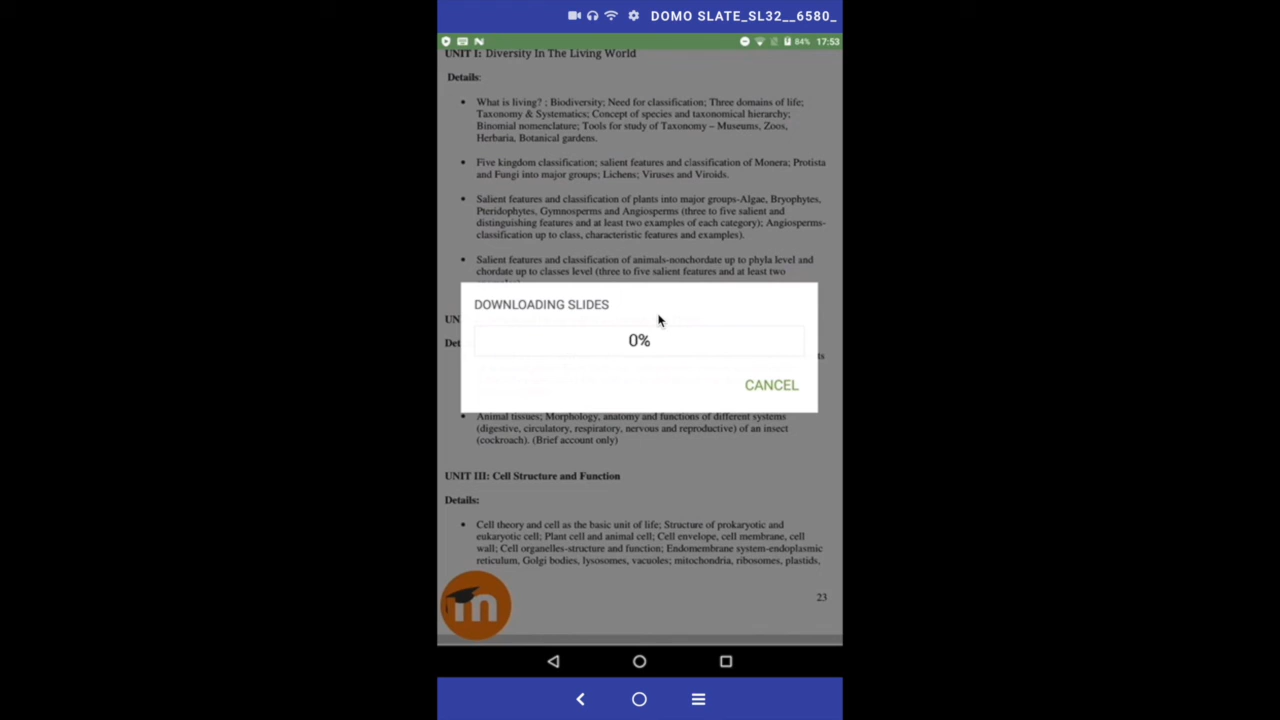 DOMO SLATE_SL32__6580_
84% 17:53
UNIT I: Diversity In The Living World
Details:
• What is living? ; Biodiversity; Need for classification; Three domains of life;
Taxonomy & Systematics; Concept of species and taxonomical hierarchy;
Binomial nomenclature; Tools for study of Taxonomy – Museums, Zoos,
Herbaria, Botanical gardens.
• Five kingdom classification; salient features and classification of Monera; Protista
and Fungi into major groups; Lichens; Viruses and Viroids.
• Salient features and classification of plants into major groups-Algae, Bryophytes,
Pteridophytes, Gymnosperms and Angiosperms (three to five salient and
distinguishing features and at least two examples of each category); Angiosperms-
classification up to class, characteristic features and examples).
• Salient features and classification of animals-nonchordate up to phyla level and
chordate up to classes level (three to five salient features and at least two
DOWNLOADING SLIDES
UN
0%
Det
ts
CANCEL
• Animal tissues; Morphology, anatomy and functions of different systems
(digestive, circulatory, respiratory, nervous and reproductive) of an insect
(cockroach). (Brief account only)
UNIT III: Cell Structure and Function
Details:
• Cell theory and cell as the basic unit of life; Structure of prokaryotic and
eukaryotic cell; Plant cell and animal cell; Cell envelope, cell membrane, cell
wall; Cell organelles-structure and function; Endomembrane system-endoplasmic
reticulum, Golgi bodies, lysosomes, vacuoles; mitochondria, ribosomes, plastids,
m
23